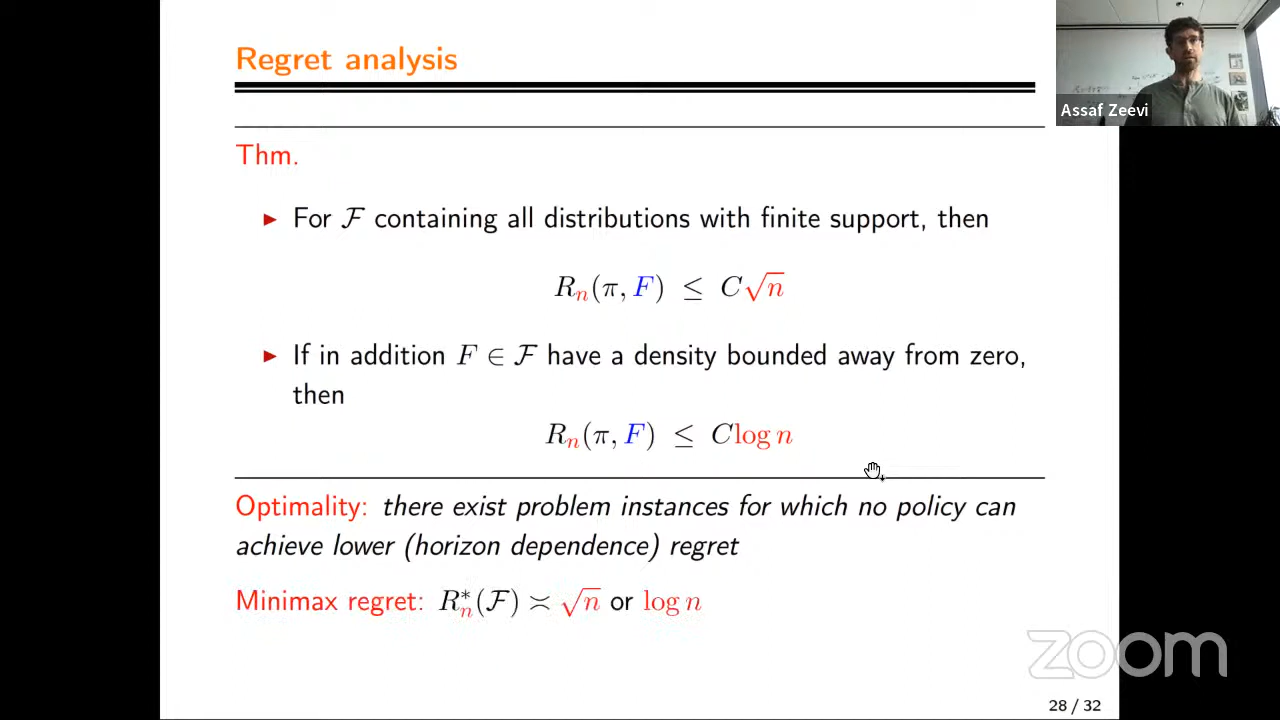 Regret analysis
Assaf Zeevi
Thm.
▶ For ℱ containing all distributions with finite support, then
Rₙ(π, F) ≤ C√n
▶ If in addition F ∈ ℱ have a density bounded away from zero,
then
Rₙ(π, F) ≤ C log n
Optimality: there exist problem instances for which no policy can
achieve lower (horizon dependence) regret
Minimax regret: R*ₙ(ℱ) ≍ √n or log n
zoom
28 / 32